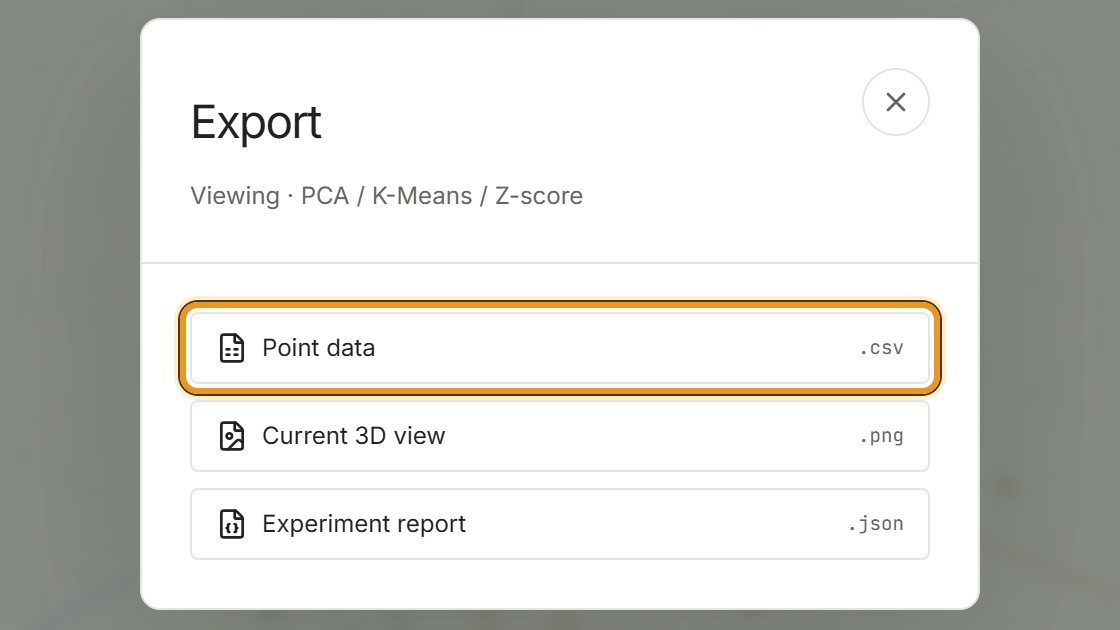 Export
Viewing · PCA / K-Means / Z-score
Point data .csv
Current 3D view .png
Experiment report .json